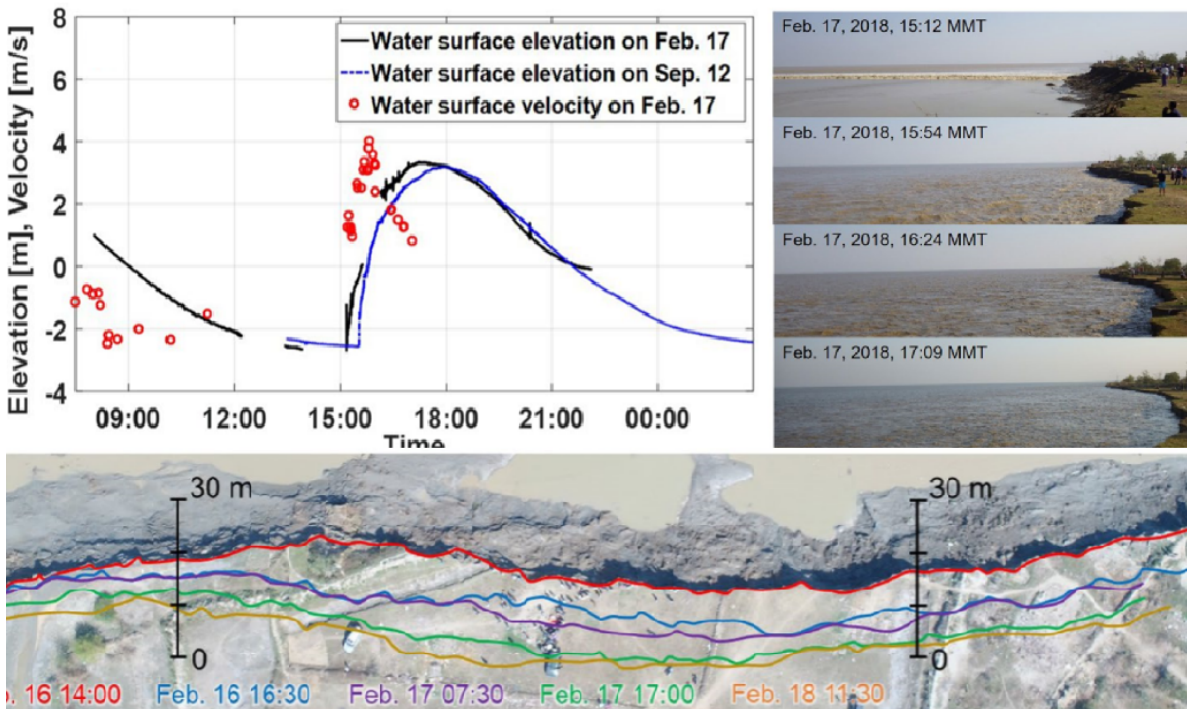 8
6
4
2
0
-2
-4
Elevation [m], Velocity [m/s]
Water surface elevation on Feb. 17
Water surface elevation on Sep. 12
Water surface velocity on Feb. 17
09:00 12:00 15:00 18:00 21:00 00:00
Time
Feb. 17, 2018, 15:12 MMT
Feb. 17, 2018, 15:54 MMT
Feb. 17, 2018, 16:24 MMT
Feb. 17, 2018, 17:09 MMT
30 m 30 m
0 0
. 16 14:00 Feb. 16 16:30 Feb. 17 07:30 Feb. 17 17:00 Feb. 18 11:30